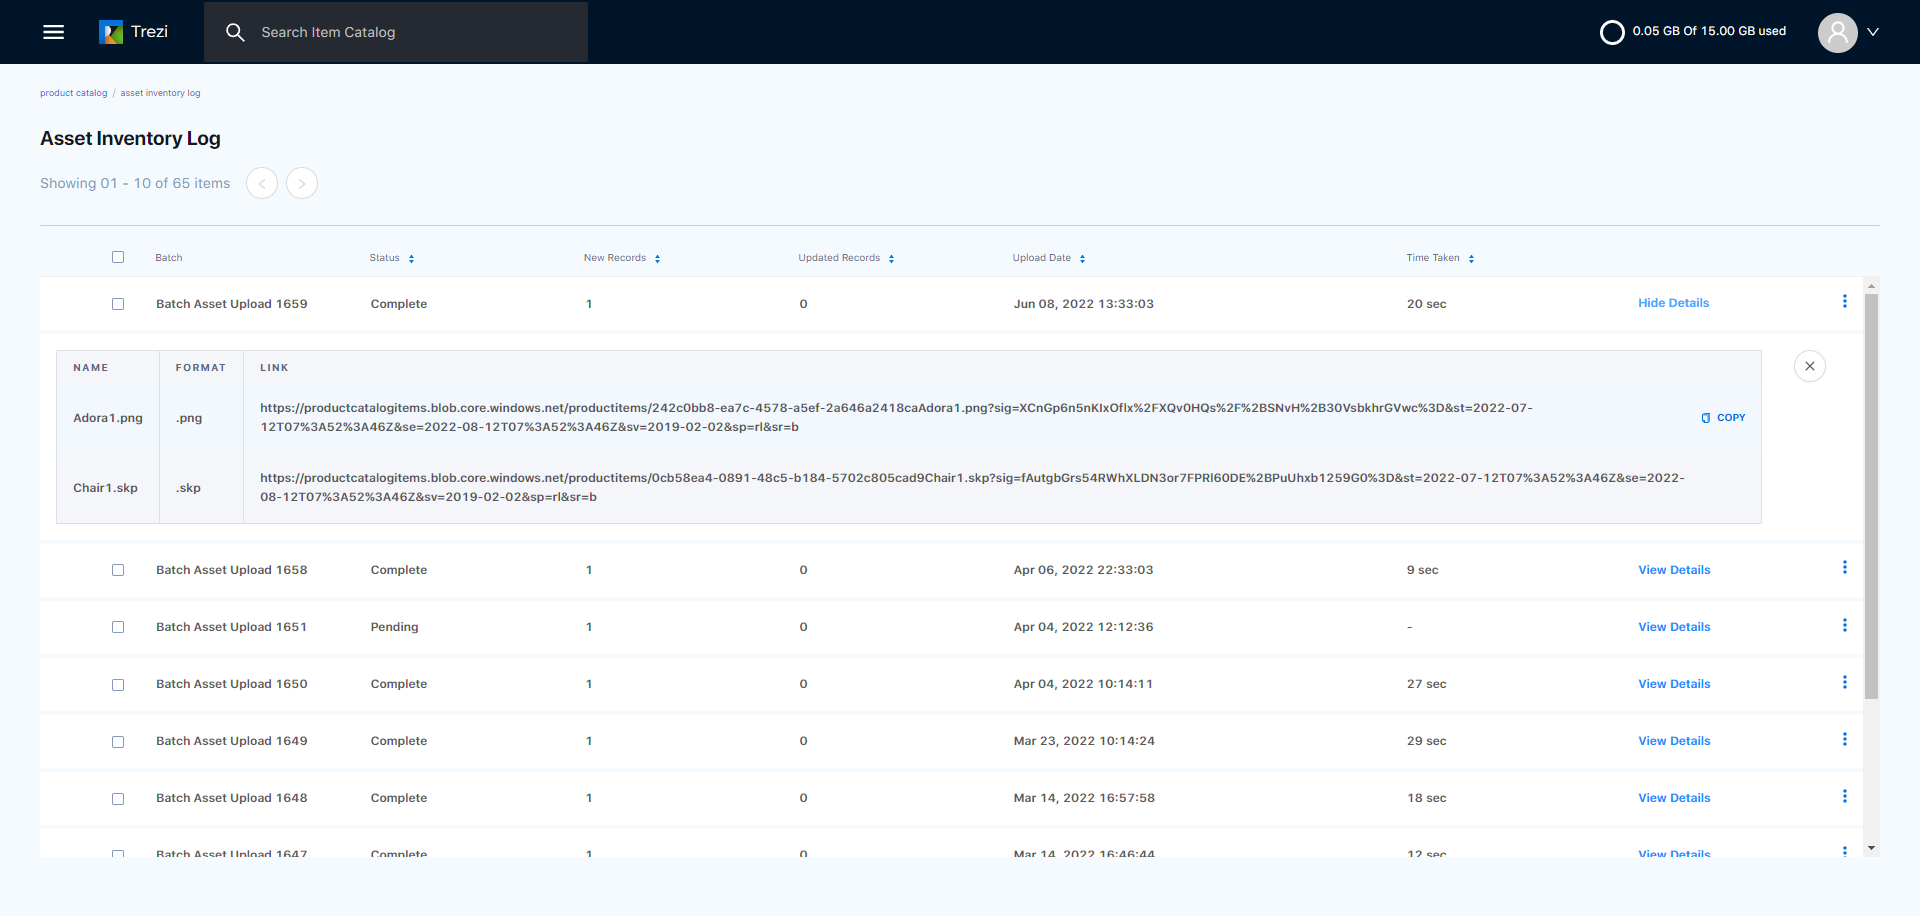 Trezi
Search Item Catalog
0.05 GB Of 15.00 GB used
product catalog / asset inventory log
Asset Inventory Log
Showing 01 - 10 of 65 items
Batch Status New Records Updated Records Upload Date Time Taken
Batch Asset Upload 1659 Complete 1 0 Jun 08, 2022 13:33:03 20 sec Hide Details
NAME FORMAT LINK
Adora1.png .png https://productcatalogitems.blob.core.windows.net/productitems/242c0bb8-ea7c-4578-a5ef-2a646a2418caAdora1.png?sig=XCnGp6n5nKIxOflx%2FXQv0HQs%2F%2BSNvH%2B30VsbkhrGVwc%3D&st=2022-07-
12T07%3A52%3A46Z&se=2022-08-12T07%3A52%3A46Z&sv=2019-02-02&sp=rl&sr=b
COPY
Chair1.skp .skp https://productcatalogitems.blob.core.windows.net/productitems/0cb58ea4-0891-48c5-b184-5702c805cad9Chair1.skp?sig=fAutgbGrs54RWhXLDN3or7FPRl60DE%2BPuUhxb1259G0%3D&st=2022-07-12T07%3A52%3A46Z&se=2022-
08-12T07%3A52%3A46Z&sv=2019-02-02&sp=rl&sr=b
Batch Asset Upload 1658 Complete 1 0 Apr 06, 2022 22:33:03 9 sec View Details
Batch Asset Upload 1651 Pending 1 0 Apr 04, 2022 12:12:36 - View Details
Batch Asset Upload 1650 Complete 1 0 Apr 04, 2022 10:14:11 27 sec View Details
Batch Asset Upload 1649 Complete 1 0 Mar 23, 2022 10:14:24 29 sec View Details
Batch Asset Upload 1648 Complete 1 0 Mar 14, 2022 16:57:58 18 sec View Details
Batch Asset Upload 1647 Complete 1 0 Mar 14, 2022 16:46:44 12 sec View Details